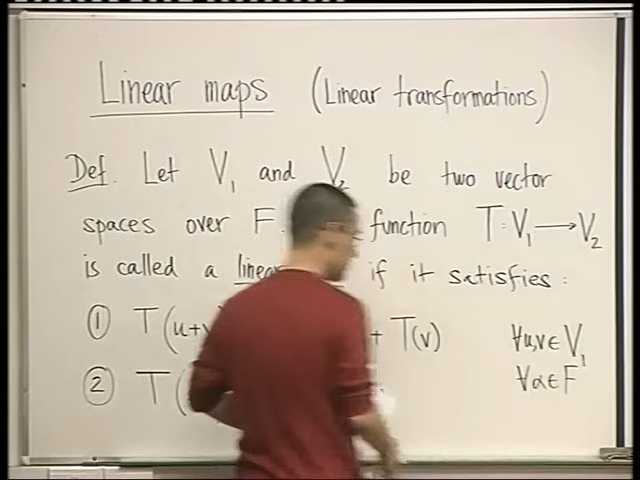 Linear maps (Linear transformations)
Def. Let V₁ and V₂ be two vector
spaces over F. function T: V₁ → V₂
is called a linear if it satisfies:
① T(u+v + T(v) ∀u,v ∈ V₁
② T( ∀α ∈ F